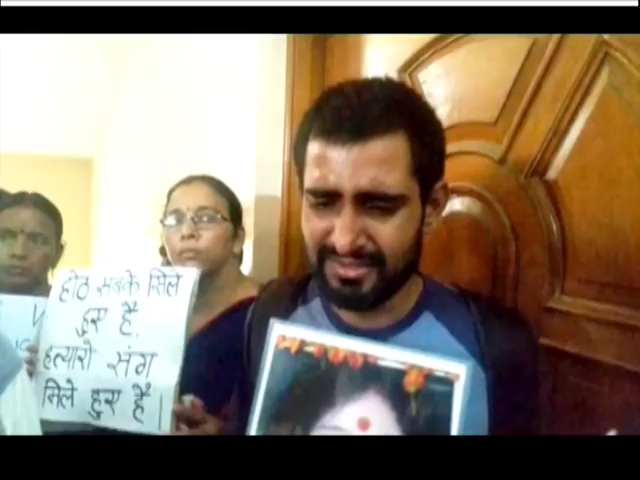 होठ सबके सिले
हुए हैं,
हत्यारो संग
मिले हुए हैं।